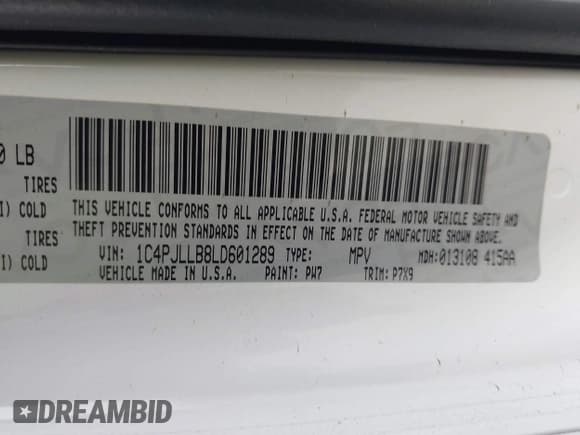 0 LB
TIRES
I) COLD
TIRES
I) COLD
THIS VEHICLE CONFORMS TO ALL APPLICABLE U.S.A. FEDERAL MOTOR VEHICLE SAFETY AND
THEFT PREVENTION STANDARDS IN EFFECT ON THE DATE OF MANUFACTURE SHOWN ABOVE.
VIN: 1C4PJLLB8LD601289 TYPE: MPV MDH:013108 415AA
VEHICLE MADE IN U.S.A. PAINT: PW7 TRIM: P7X9
DREAMBID